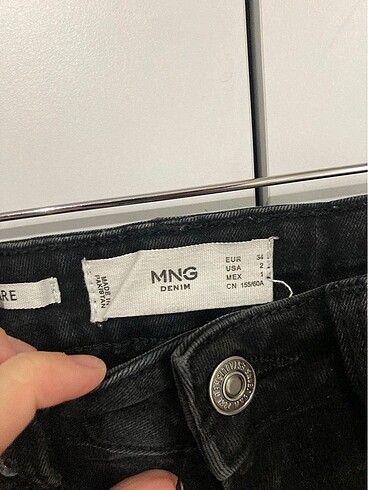 MNG
DENIM
EUR 34
USA 2
MEX 1
CN 155/60A
MADE IN
PAKISTAN
RE